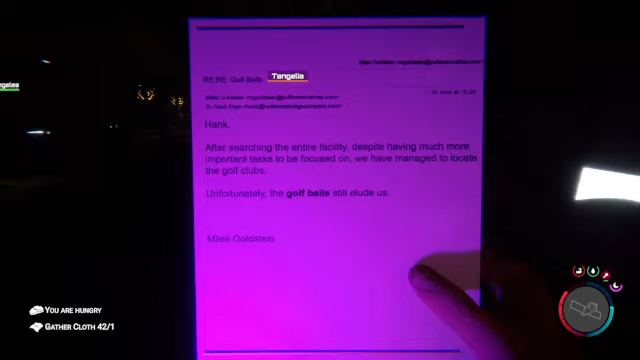 RE:RE: Golf Balls
Tangelia
Hank,
After searching the entire facility, despite having much more
important tasks to be focused on, we have managed to locate
the golf clubs.
Unfortunately, the golf balls still elude us.
Miles Goldstein
YOU ARE HUNGRY
GATHER CLOTH 42/1